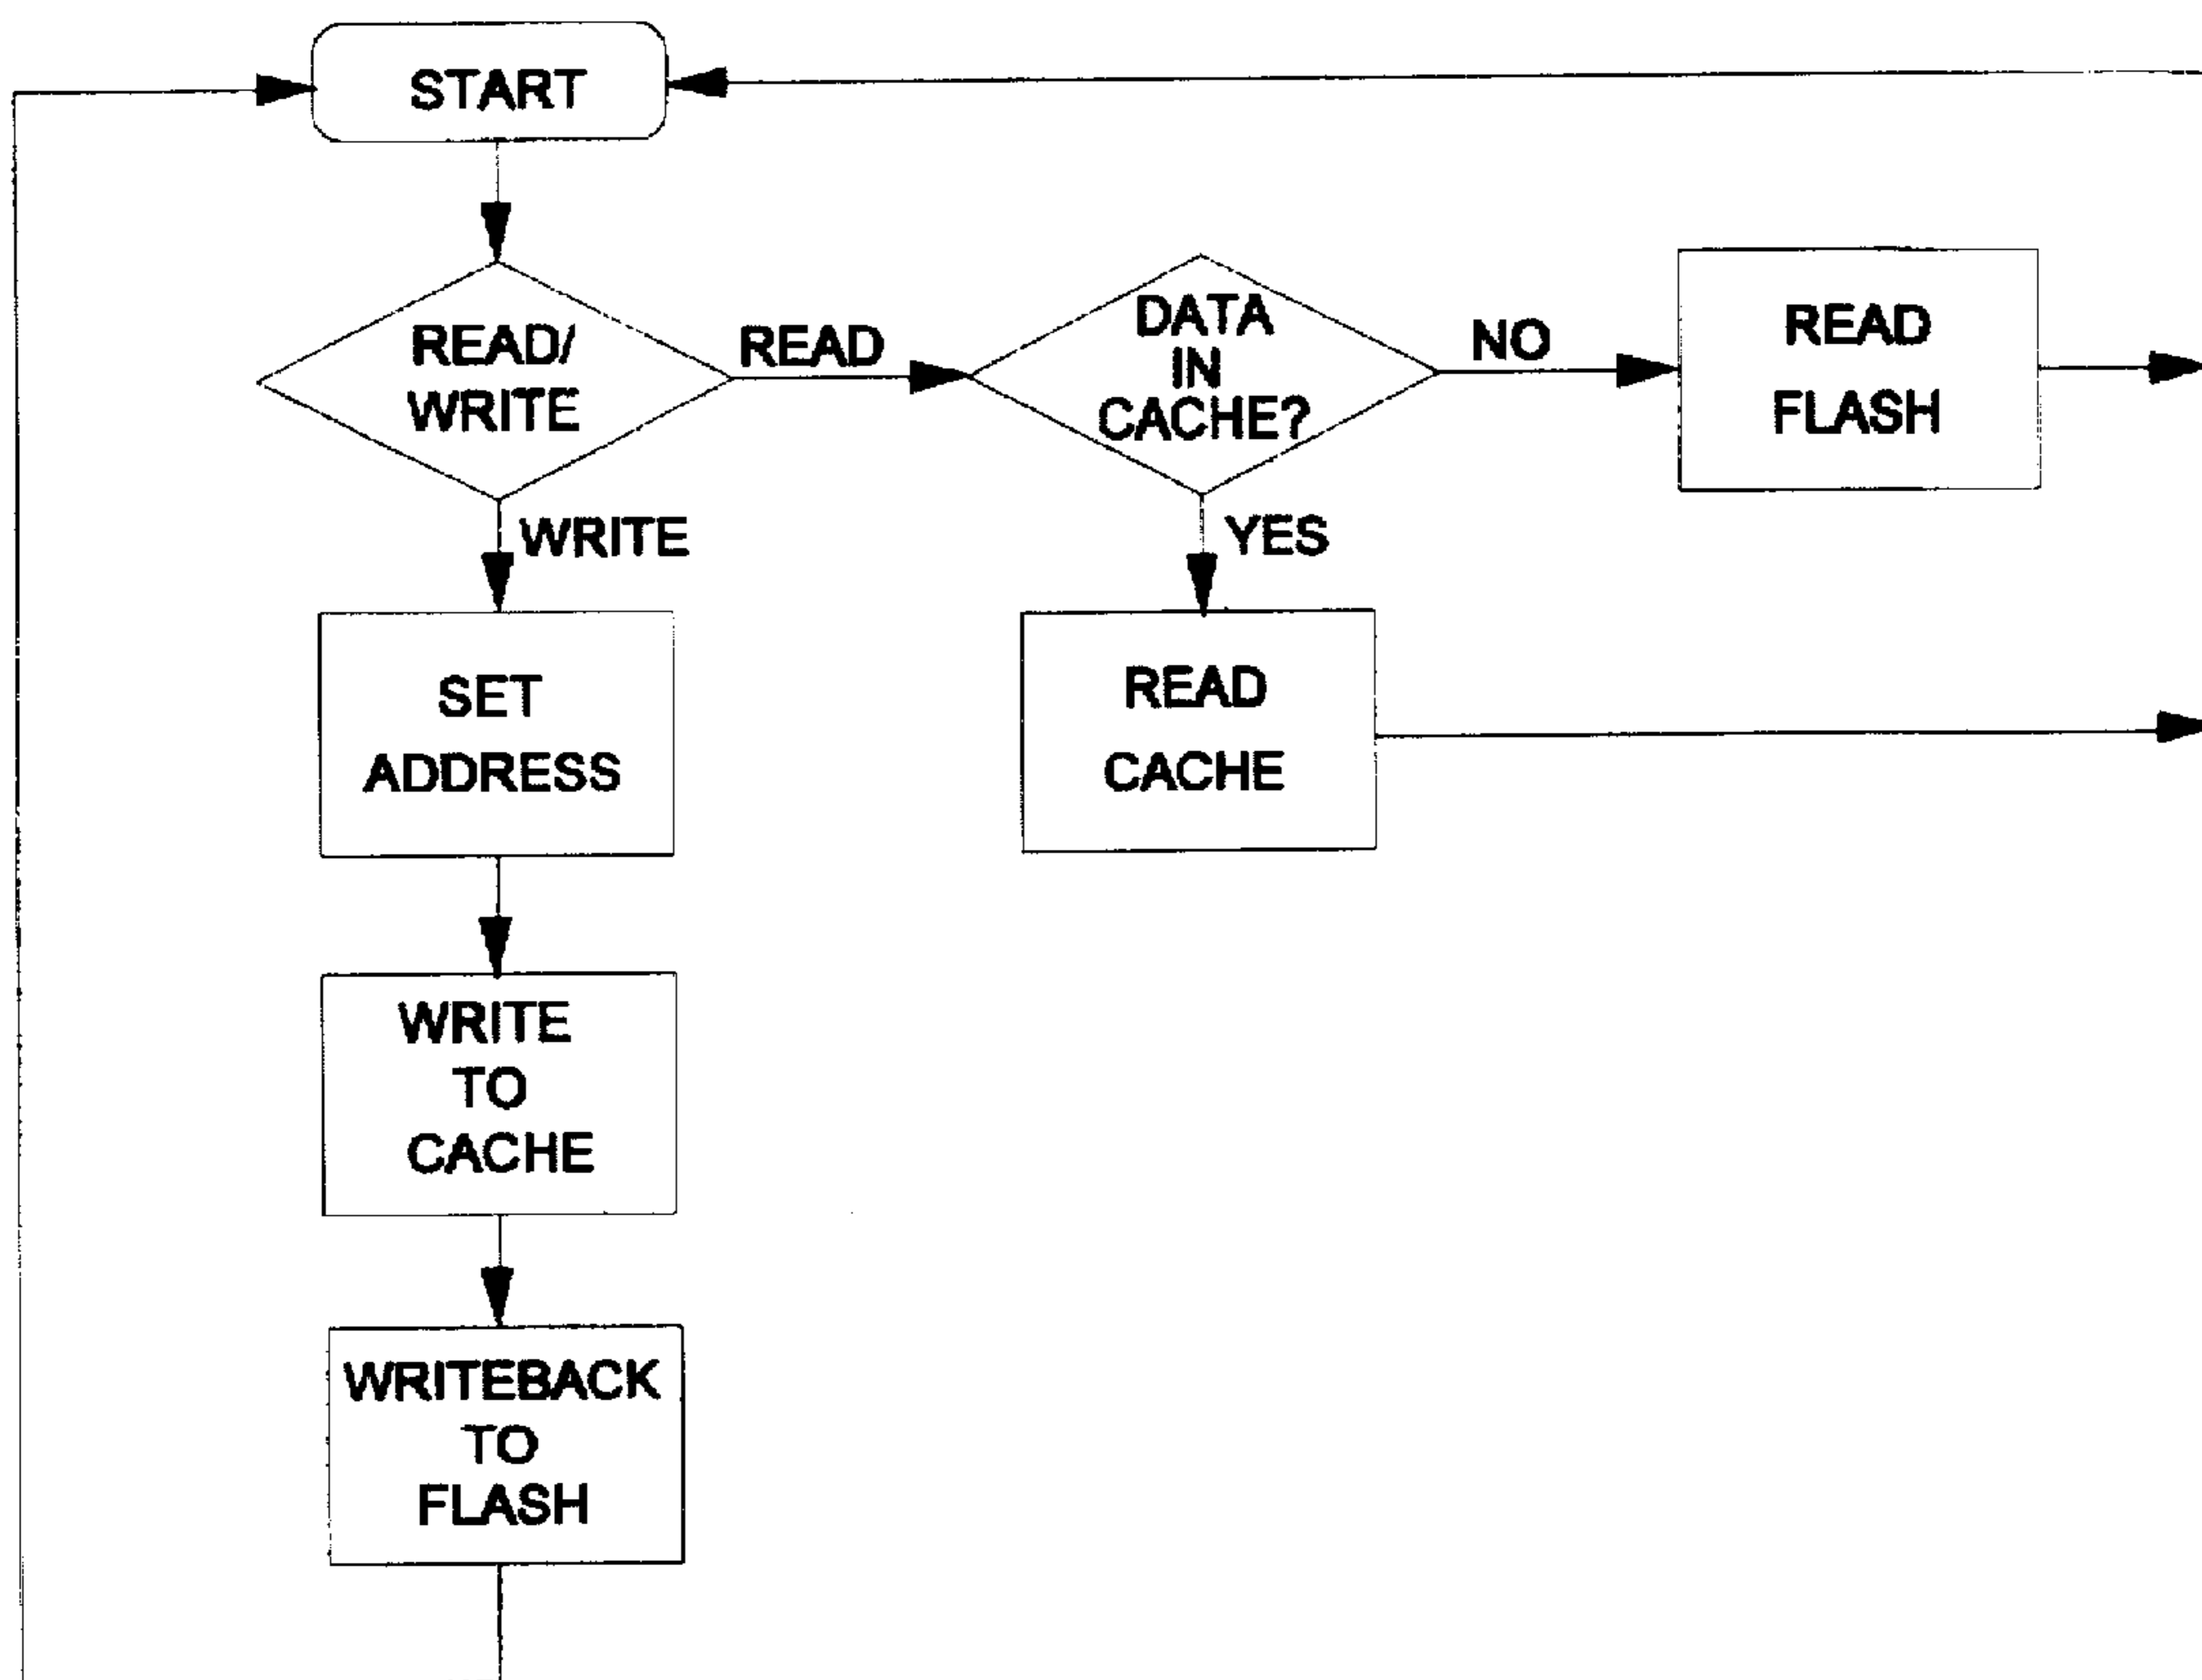 START
READ/
WRITE
READ
DATA
IN
CACHE?
NO
READ
FLASH
WRITE
YES
SET
ADDRESS
READ
CACHE
WRITE
TO
CACHE
WRITEBACK
TO
FLASH